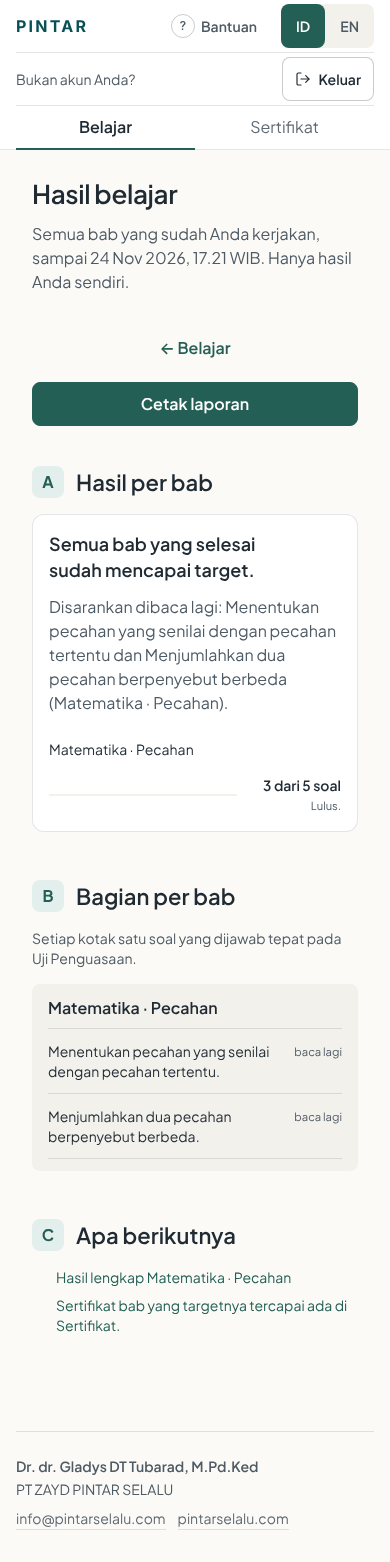 PINTAR
? Bantuan
ID EN
Bukan akun Anda?
Keluar
Belajar
Sertifikat
Hasil belajar
Semua bab yang sudah Anda kerjakan,
sampai 24 Nov 2026, 17.21 WIB. Hanya hasil
Anda sendiri.
← Belajar
Cetak laporan
A Hasil per bab
Semua bab yang selesai
sudah mencapai target.
Disarankan dibaca lagi: Menentukan
pecahan yang senilai dengan pecahan
tertentu dan Menjumlahkan dua
pecahan berpenyebut berbeda
(Matematika · Pecahan).
Matematika · Pecahan
3 dari 5 soal
Lulus.
B Bagian per bab
Setiap kotak satu soal yang dijawab tepat pada
Uji Penguasaan.
Matematika · Pecahan
Menentukan pecahan yang senilai baca lagi
dengan pecahan tertentu.
Menjumlahkan dua pecahan baca lagi
berpenyebut berbeda.
C Apa berikutnya
Hasil lengkap Matematika · Pecahan
Sertifikat bab yang targetnya tercapai ada di
Sertifikat.
Dr. dr. Gladys DT Tubarad, M.Pd.Ked
PT ZAYD PINTAR SELALU
info@pintarselalu.com pintarselalu.com